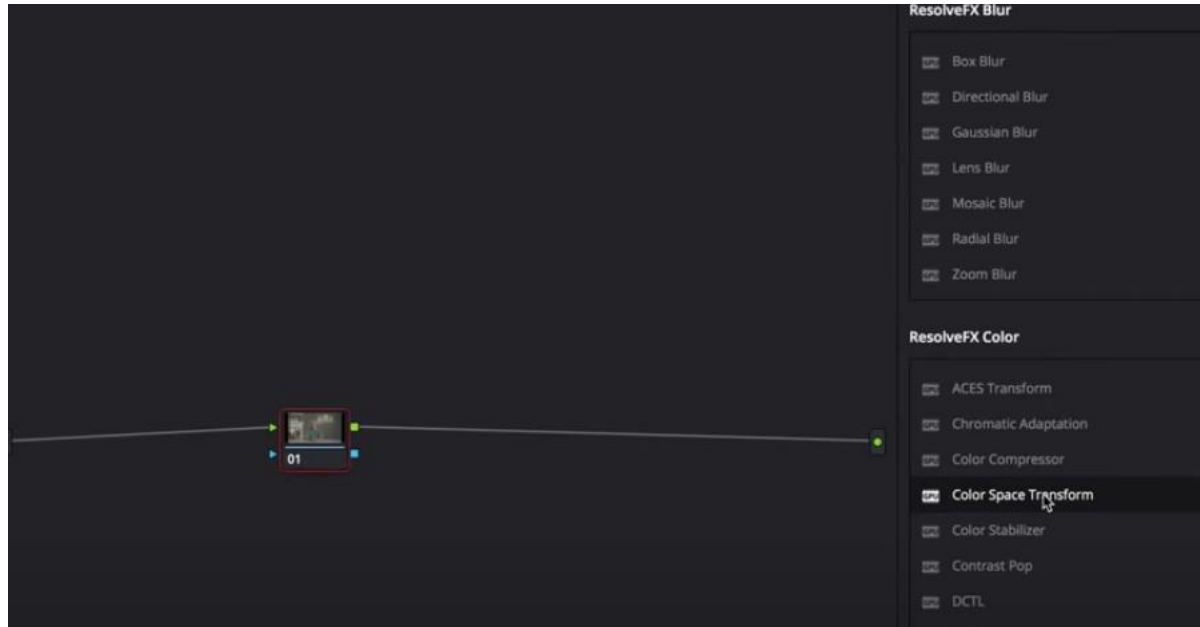 ResolveFX Blur
Box Blur
Directional Blur
Gaussian Blur
Lens Blur
Mosaic Blur
Radial Blur
Zoom Blur
ResolveFX Color
ACES Transform
Chromatic Adaptation
Color Compressor
GPU Color Space Transform
Color Stabilizer
Contrast Pop
DCTL
01